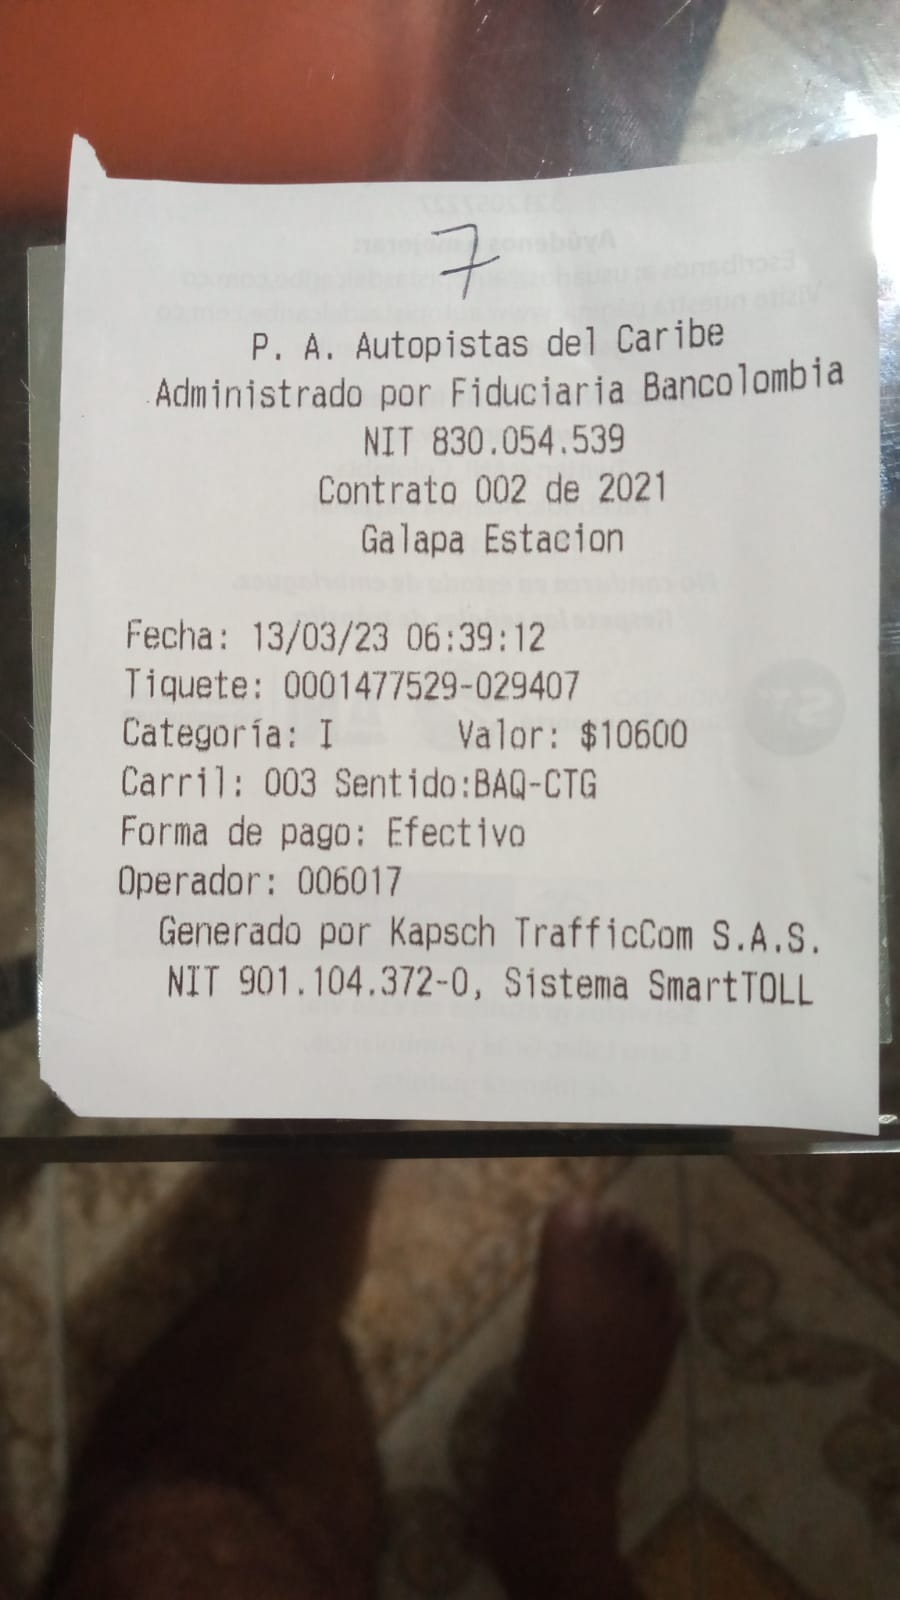 7
P. A. Autopistas del Caribe
Administrado por Fiduciaria Bancolombia
NIT 830.054.539
Contrato 002 de 2021
Galapa Estacion
Fecha: 13/03/23 06:39:12
Tiquete: 0001477529-029407
Categoría: I Valor: $10600
Carril: 003 Sentido:BAQ-CTG
Forma de pago: Efectivo
Operador: 006017
Generado por Kapsch TrafficCom S.A.S.
NIT 901.104.372-0, Sistema SmartTOLL